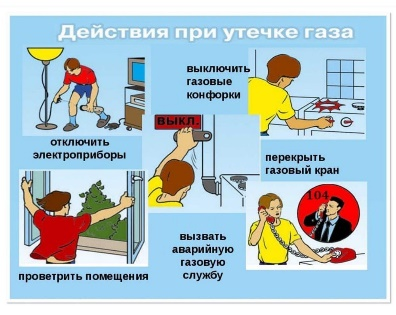 Действия при утечке газа
выключить
газовые
конфорки
ВЫКЛ.
отключить
электроприборы
перекрыть
газовый кран
104
проветрить помещения
вызвать
аварийную
газовую
службу